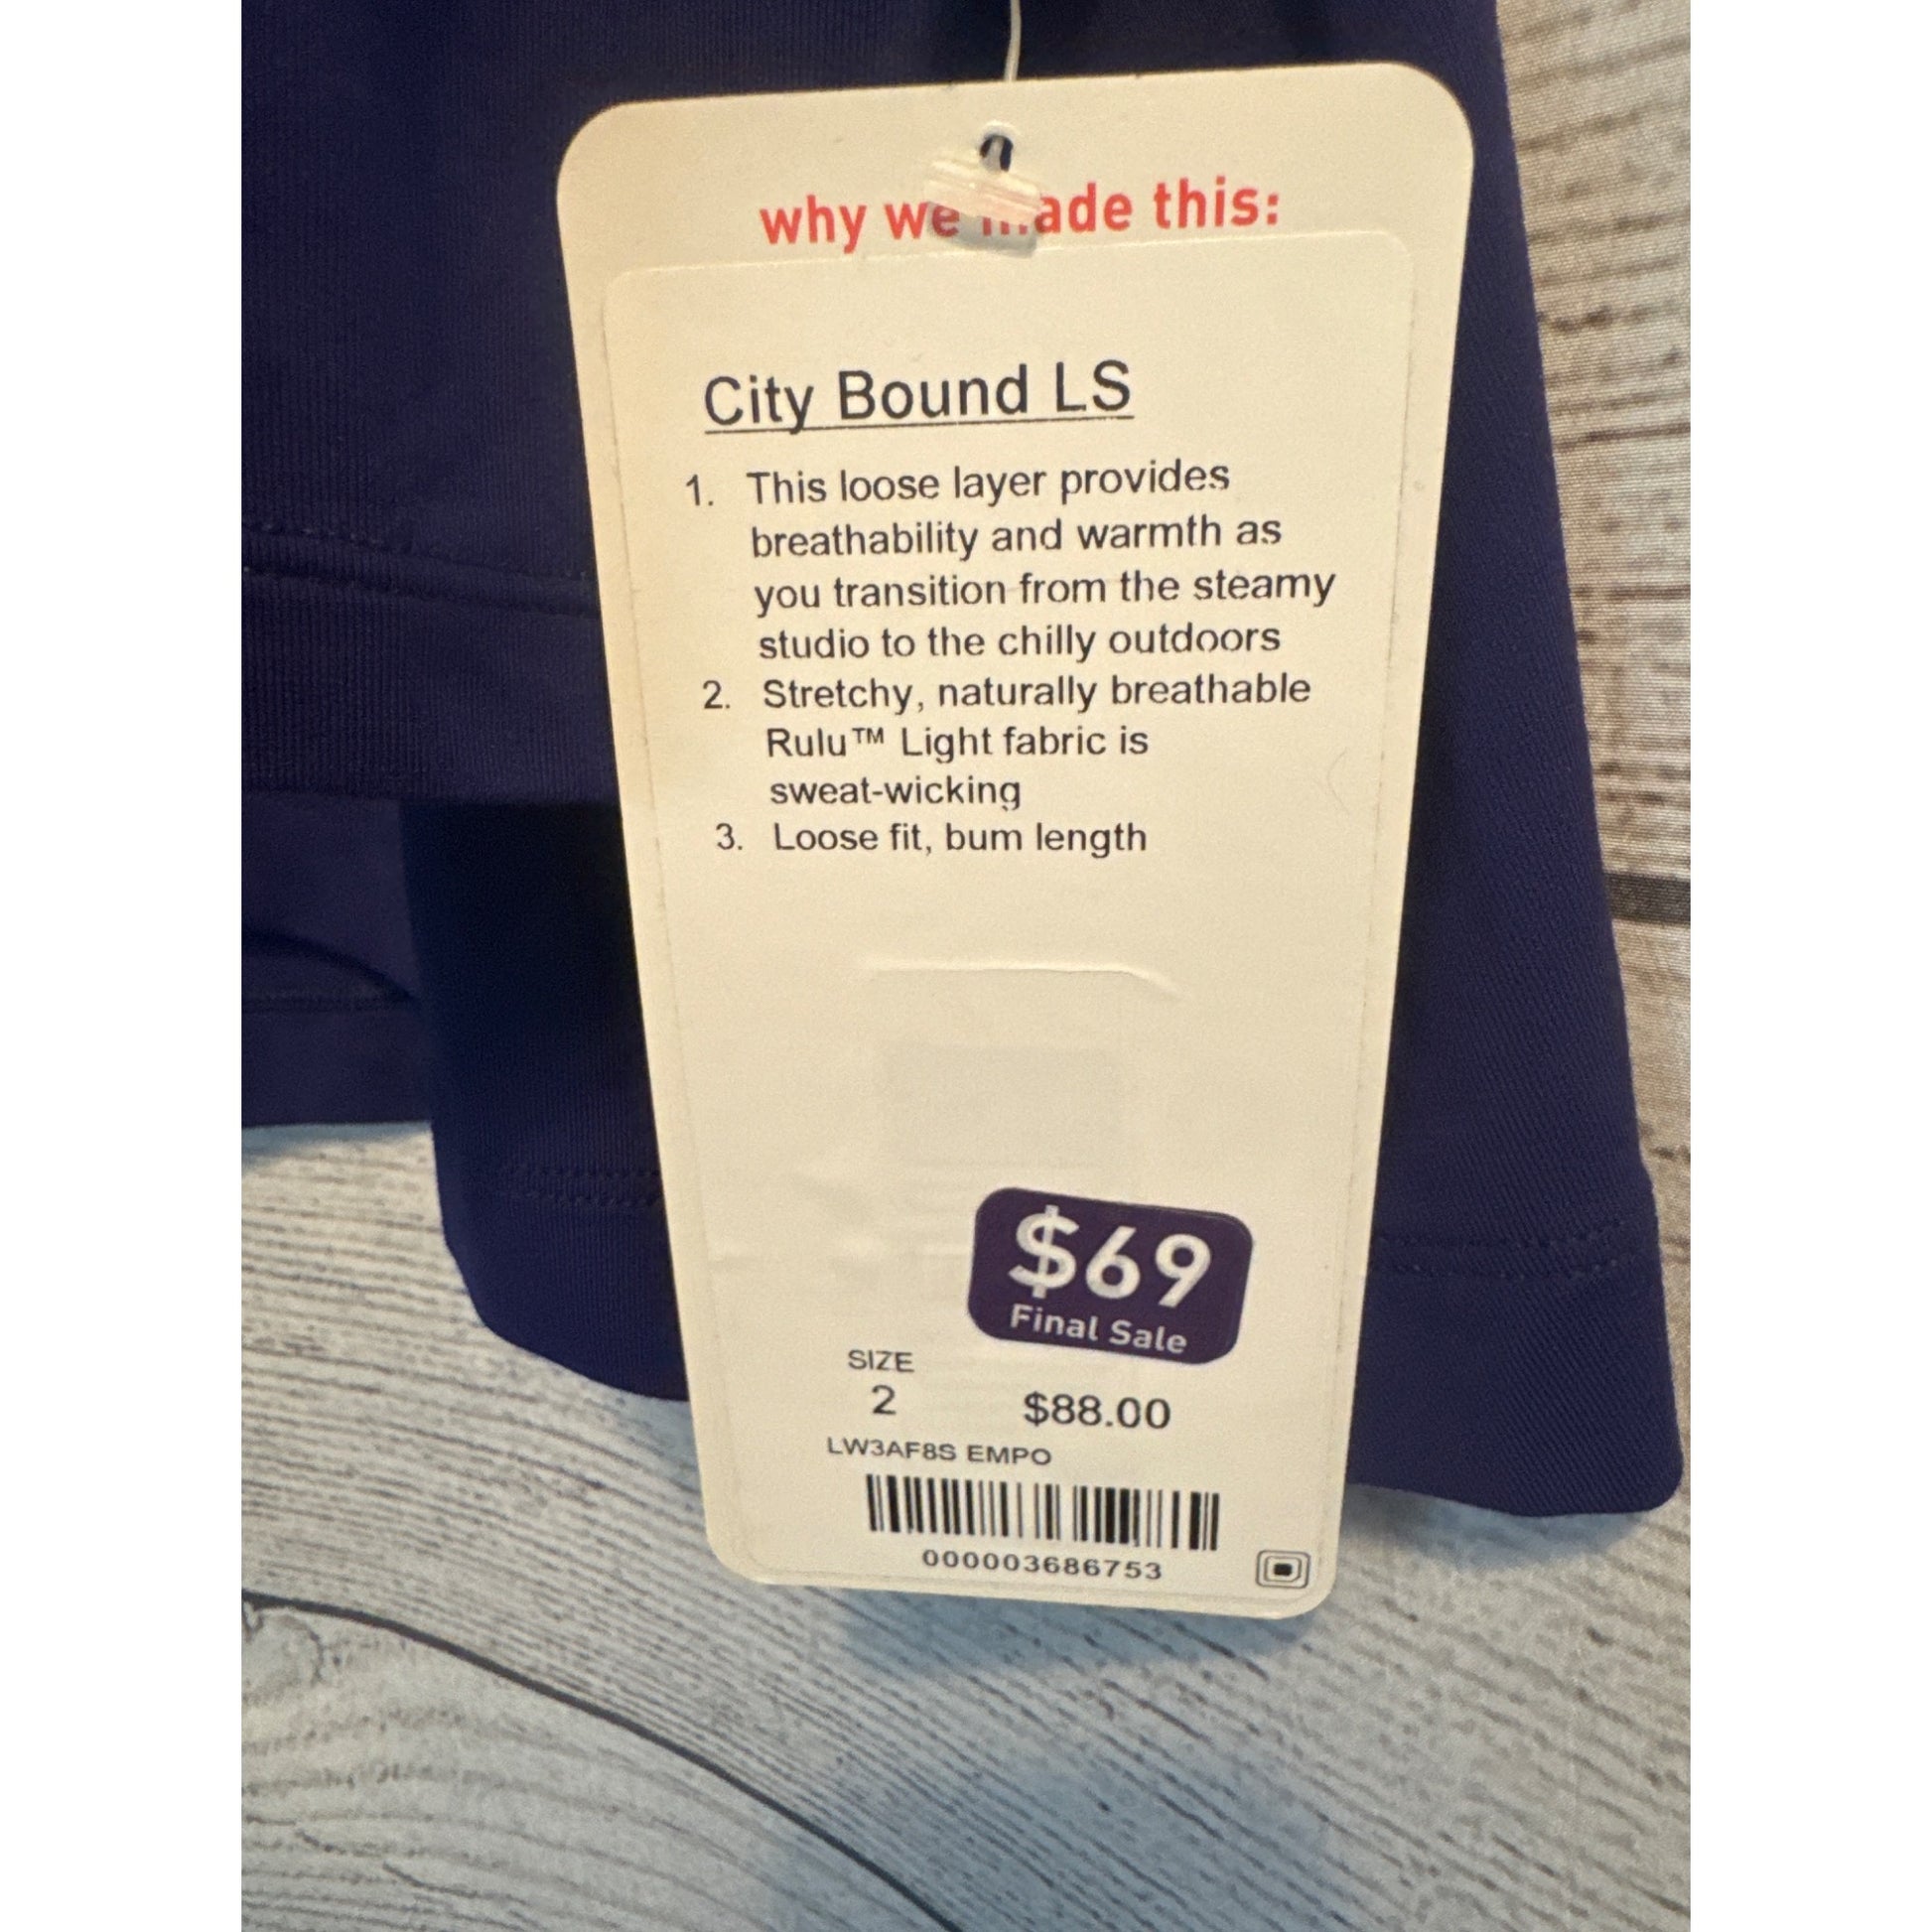 why we made this:
City Bound LS
1. This loose layer provides
breathability and warmth as
you transition from the steamy
studio to the chilly outdoors
2. Stretchy, naturally breathable
Rulu™ Light fabric is
sweat-wicking
3. Loose fit, bum length
$69
Final Sale
SIZE
2 $88.00
LW3AF8S EMPO
000003686753